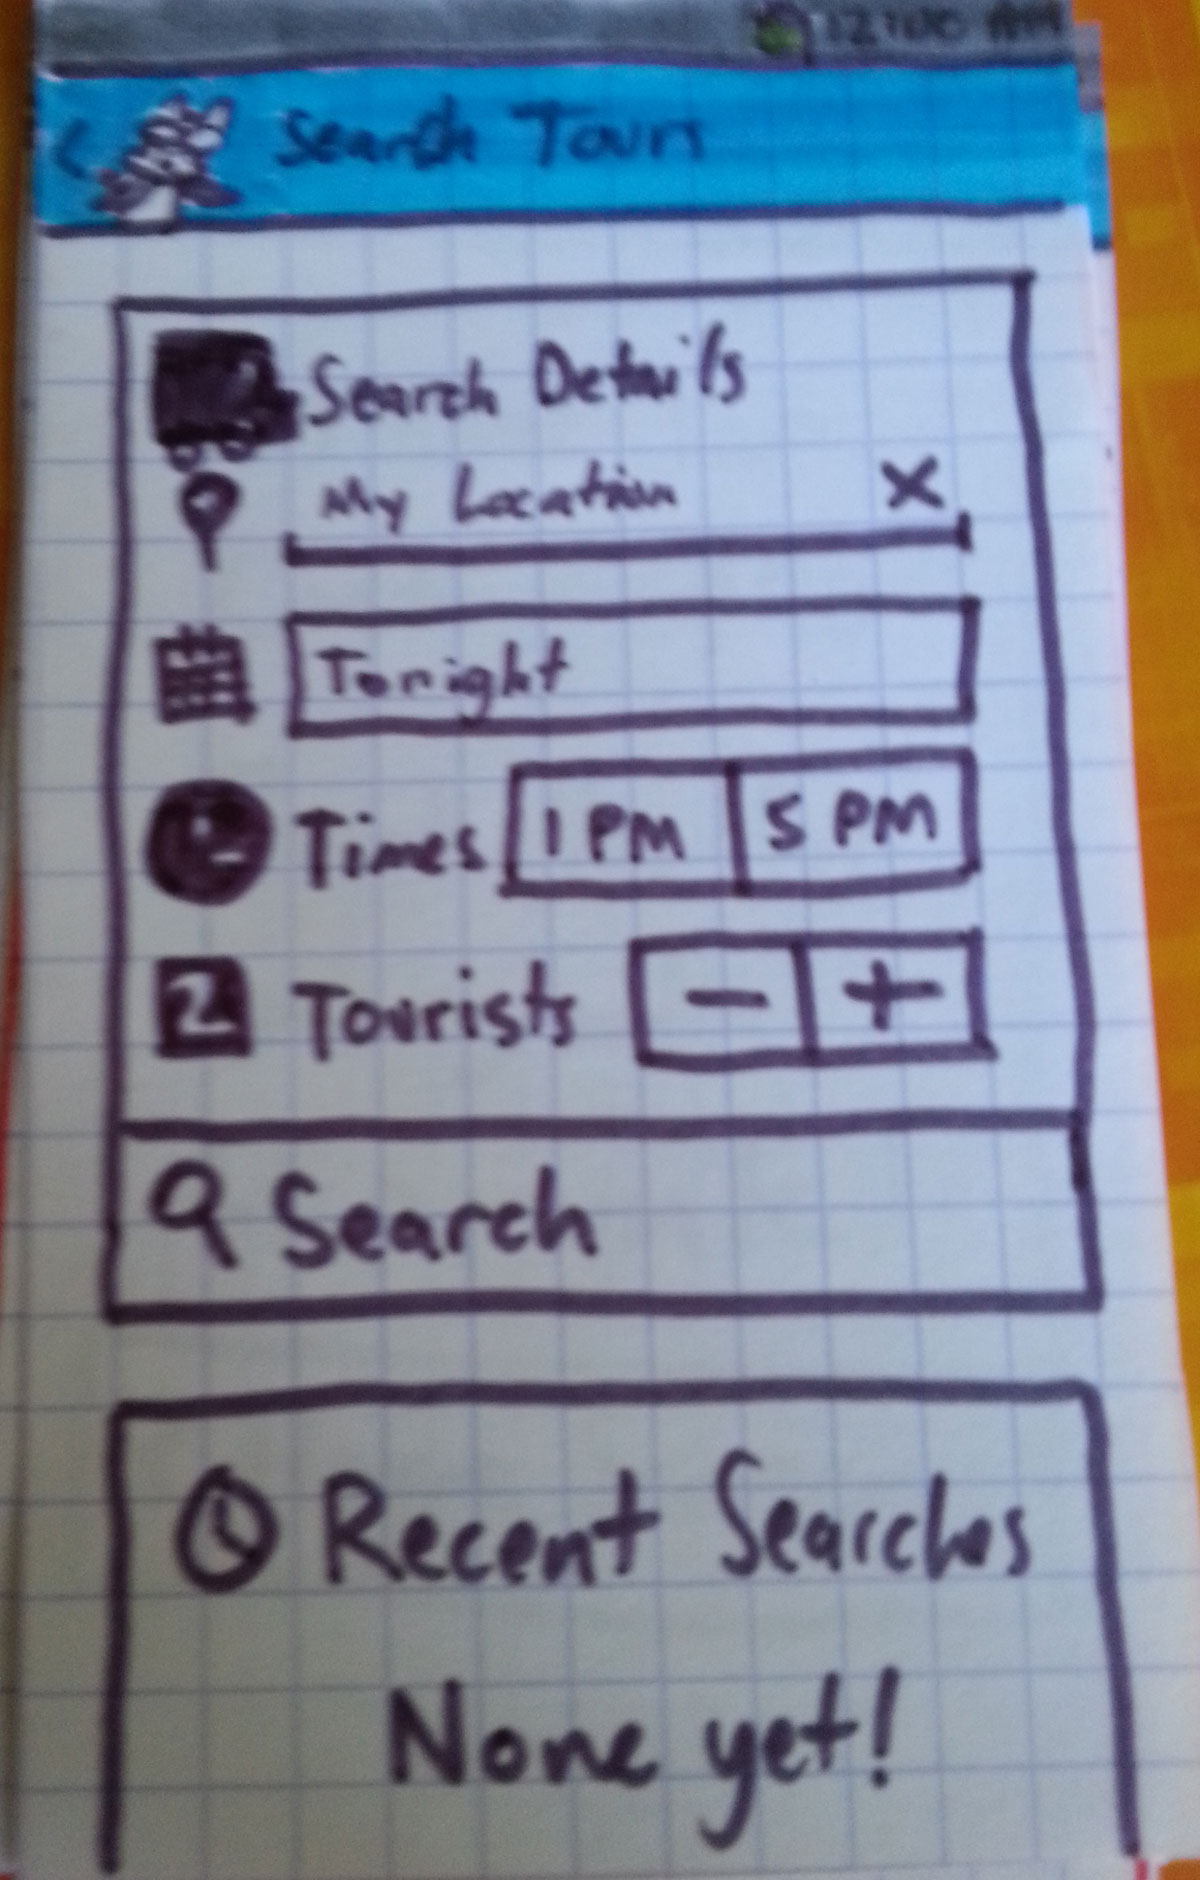 12:00 AM
Search Tours
Search Details
My Location X
Tonight
Times 1 PM 5 PM
2 Tourists - +
Search
Recent Searches
None yet!